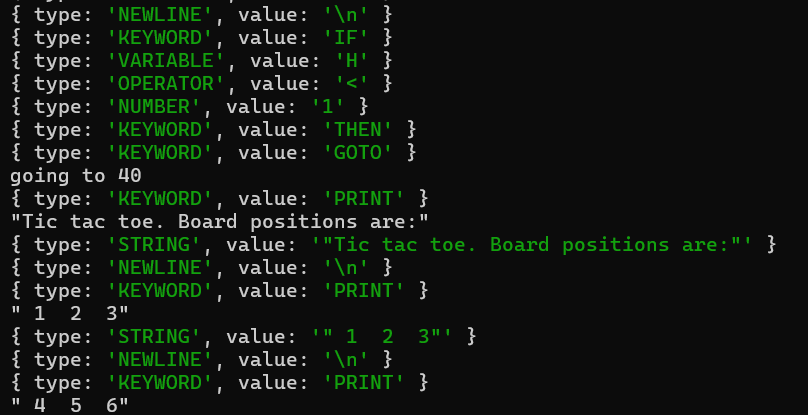 { type: 'NEWLINE', value: '\n' }
{ type: 'KEYWORD', value: 'IF' }
{ type: 'VARIABLE', value: 'H' }
{ type: 'OPERATOR', value: '<' }
{ type: 'NUMBER', value: '1' }
{ type: 'KEYWORD', value: 'THEN' }
{ type: 'KEYWORD', value: 'GOTO' }
going to 40
{ type: 'KEYWORD', value: 'PRINT' }
"Tic tac toe. Board positions are:"
{ type: 'STRING', value: '"Tic tac toe. Board positions are:"' }
{ type: 'NEWLINE', value: '\n' }
{ type: 'KEYWORD', value: 'PRINT' }
" 1  2  3"
{ type: 'STRING', value: '" 1  2  3"' }
{ type: 'NEWLINE', value: '\n' }
{ type: 'KEYWORD', value: 'PRINT' }
" 4  5  6"